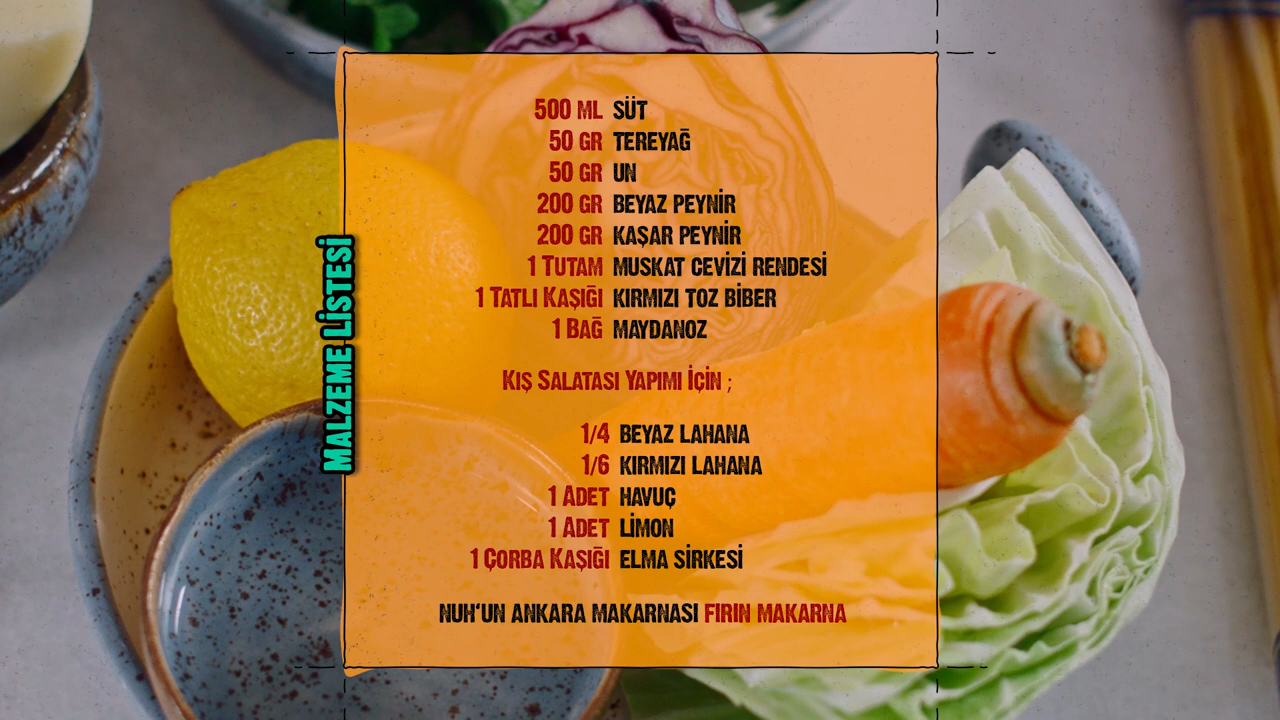 MALZEME LİSTESİ
500 ML SÜT
50 GR TEREYAĞ
50 GR UN
200 GR BEYAZ PEYNİR
200 GR KAŞAR PEYNİR
1 TUTAM MUSKAT CEVİZİ RENDESİ
1 TATLI KAŞIĞI KIRMIZI TOZ BİBER
1 BAĞ MAYDANOZ
KIŞ SALATASI YAPIMI İÇİN ;
1/4 BEYAZ LAHANA
1/6 KIRMIZI LAHANA
1 ADET HAVUÇ
1 ADET LİMON
1 ÇORBA KAŞIĞI ELMA SİRKESİ
NUH'UN ANKARA MAKARNASI FIRIN MAKARNA